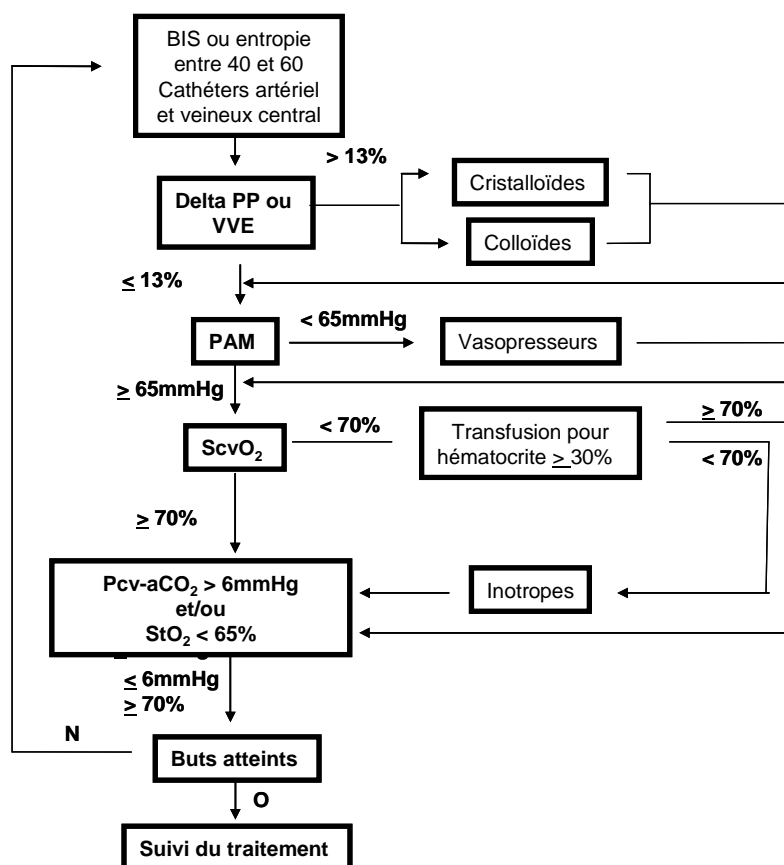 BIS ou entropie
entre 40 et 60
Cathéters artériel
et veineux central
> 13%
Delta PP ou
VVE
Cristalloïdes
Colloïdes
≤ 13%
PAM
< 65mmHg
Vasopresseurs
≥ 65mmHg
ScvO₂
< 70%
Transfusion pour
hématocrite ≥ 30%
≥ 70%
< 70%
≥ 70%
Pcv-aCO₂ > 6mmHg
et/ou
StO₂ < 65%
Inotropes
≤ 6mmHg
≥ 70%
N
Buts atteints
O
Suivi du traitement